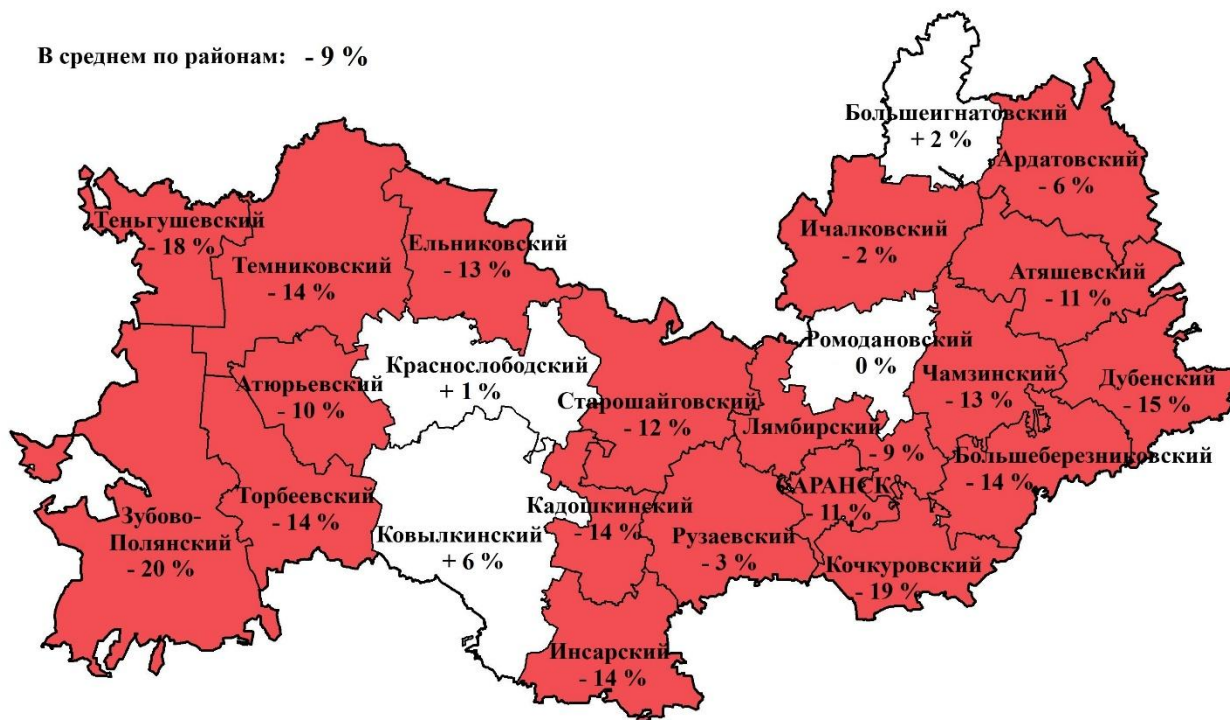 В среднем по районам: - 9 %
Большеигнатовский
+ 2 %
Ардатовский
- 6 %
Теньгушевский
- 18 %
Темниковский
- 14 %
Ельниковский
- 13 %
Ичалковский
- 2 %
Атяшевский
- 11 %
Ромодановский
0 %
Краснослободский
+ 1 %
Атюрьевский
- 10 %
Старошайговский
- 12 %
Лямбирский
- 9 %
Чамзинский
- 13 %
Дубенский
- 15 %
Большеберезниковский
- 14 %
САРАНСК
- 11 %
Зубово-
Полянский
- 20 %
Торбеевский
- 14 %
Ковылкинский
+ 6 %
Кадошкинский
- 14 %
Рузаевский
- 3 %
Кочкуровский
- 19 %
Инсарский
- 14 %